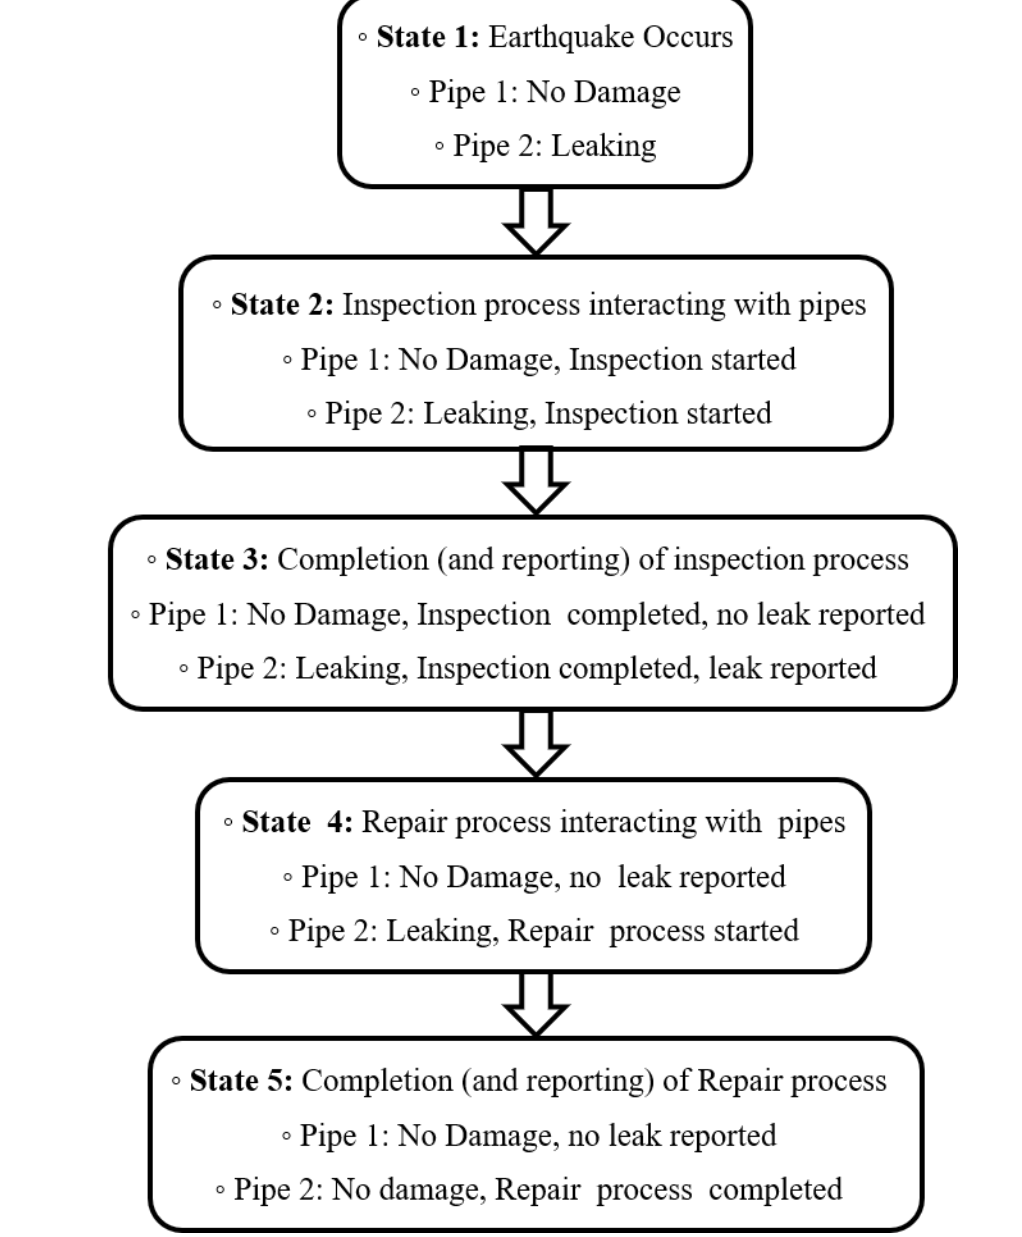 ◦ State 1: Earthquake Occurs
◦ Pipe 1: No Damage
◦ Pipe 2: Leaking
◦ State 2: Inspection process interacting with pipes
◦ Pipe 1: No Damage, Inspection started
◦ Pipe 2: Leaking, Inspection started
◦ State 3: Completion (and reporting) of inspection process
◦ Pipe 1: No Damage, Inspection completed, no leak reported
◦ Pipe 2: Leaking, Inspection completed, leak reported
◦ State 4: Repair process interacting with pipes
◦ Pipe 1: No Damage, no leak reported
◦ Pipe 2: Leaking, Repair process started
◦ State 5: Completion (and reporting) of Repair process
◦ Pipe 1: No Damage, no leak reported
◦ Pipe 2: No damage, Repair process completed